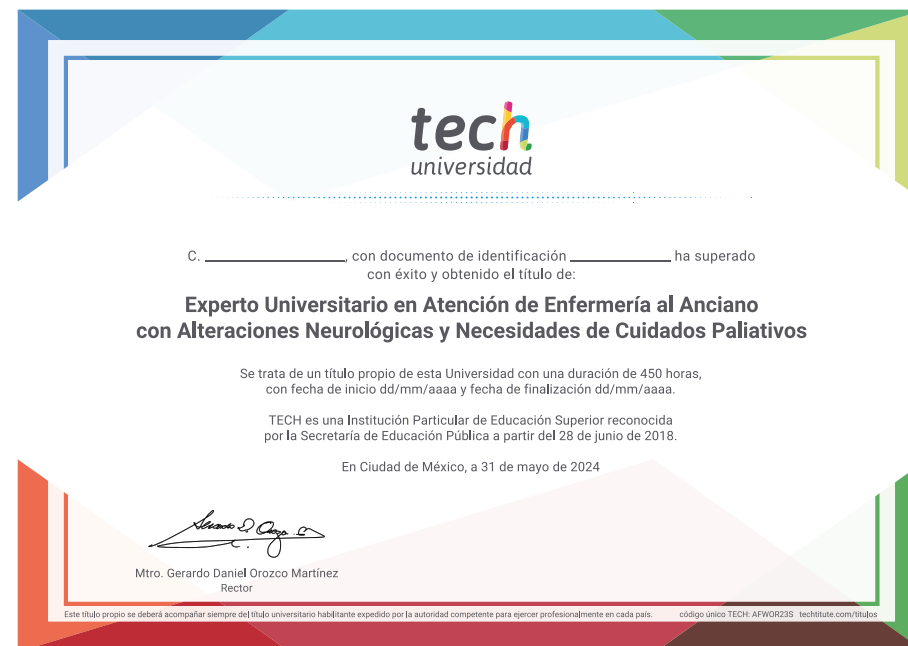 tech
universidad
C. ____________, con documento de identificación ____________ ha superado
con éxito y obtenido el título de:
Experto Universitario en Atención de Enfermería al Anciano
con Alteraciones Neurológicas y Necesidades de Cuidados Paliativos
Se trata de un título propio de esta Universidad con una duración de 450 horas,
con fecha de inicio dd/mm/aaaa y fecha de finalización dd/mm/aaaa.
TECH es una Institución Particular de Educación Superior reconocida
por la Secretaría de Educación Pública a partir del 28 de junio de 2018.
En Ciudad de México, a 31 de mayo de 2024
Mtro. Gerardo Daniel Orozco Martínez
Rector
Este título propio se deberá acompañar siempre del título universitario habilitante expedido por la autoridad competente para ejercer profesionalmente en cada país. código único TECH: AFWOR23S techtitute.com/titulos